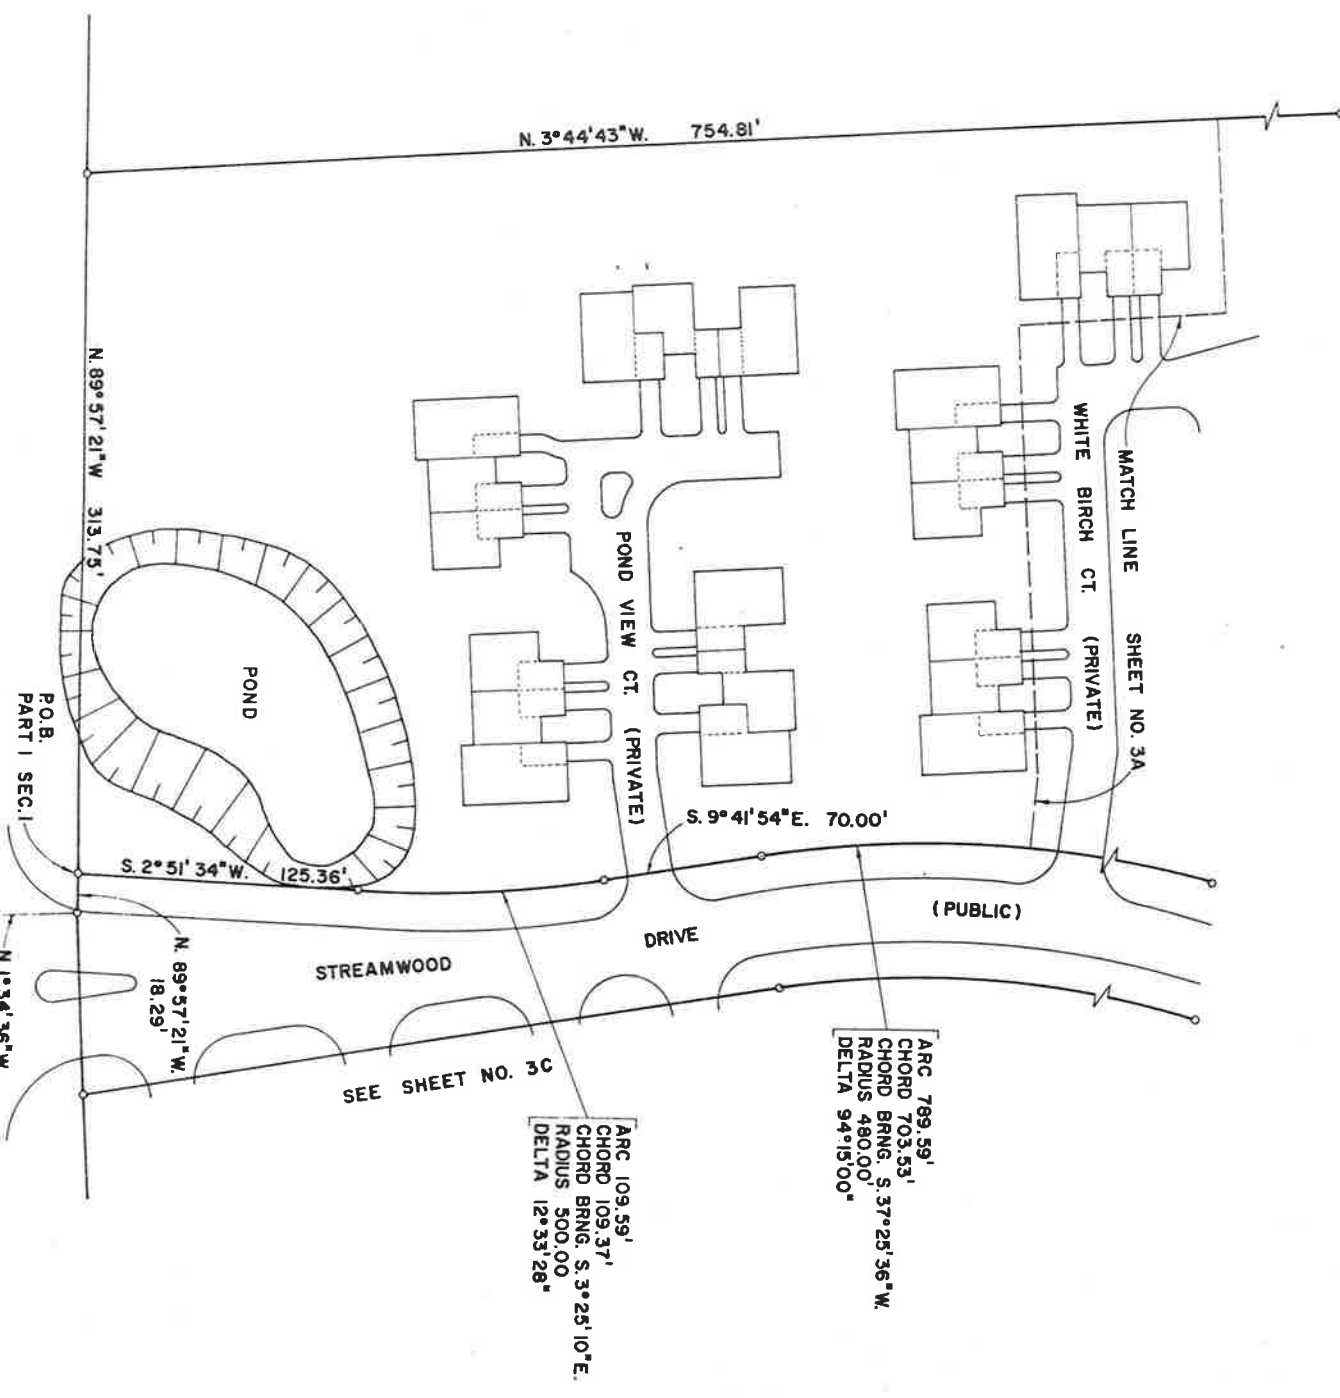 N. 3°44'43"W. 754.81'
MATCH LINE SHEET NO. 3A
WHITE BIRCH CT. (PRIVATE)
POND VIEW CT. (PRIVATE)
N. 89°57'21"W 313.75'
POND
P.O.B.
PART I SEC. I
S. 2°51'34"W. 125.36'
S. 9°41'54"E. 70.00'
(PUBLIC)
STREAMWOOD DRIVE
N. 89°57'21"W.
18.29'
N 1°34'36"W
SEE SHEET NO. 3C
ARC 789.59'
CHORD 703.53'
CHORD BRNG. S.37°25'36"W.
RADIUS 480.00'
DELTA 94°15'00"
ARC 109.59'
CHORD 109.37'
CHORD BRNG. S.3°25'10"E.
RADIUS 500.00
DELTA 12°33'28"